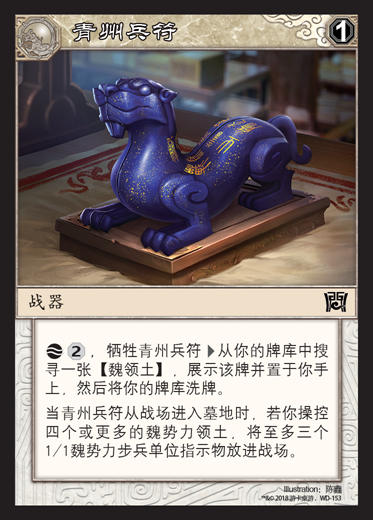 青州兵符
1
战器
2，牺牲青州兵符▶从你的牌库中搜
寻一张【魏领土】，展示该牌并置于你手
上，然后将你的牌库洗牌。
当青州兵符从战场进入墓地时，若你操控
四个或更多的魏势力领土，将至多三个
1/1魏势力步兵单位指示物放进战场。
Illustration：陈鑫
™&© 2018.游卡桌游．WD-153